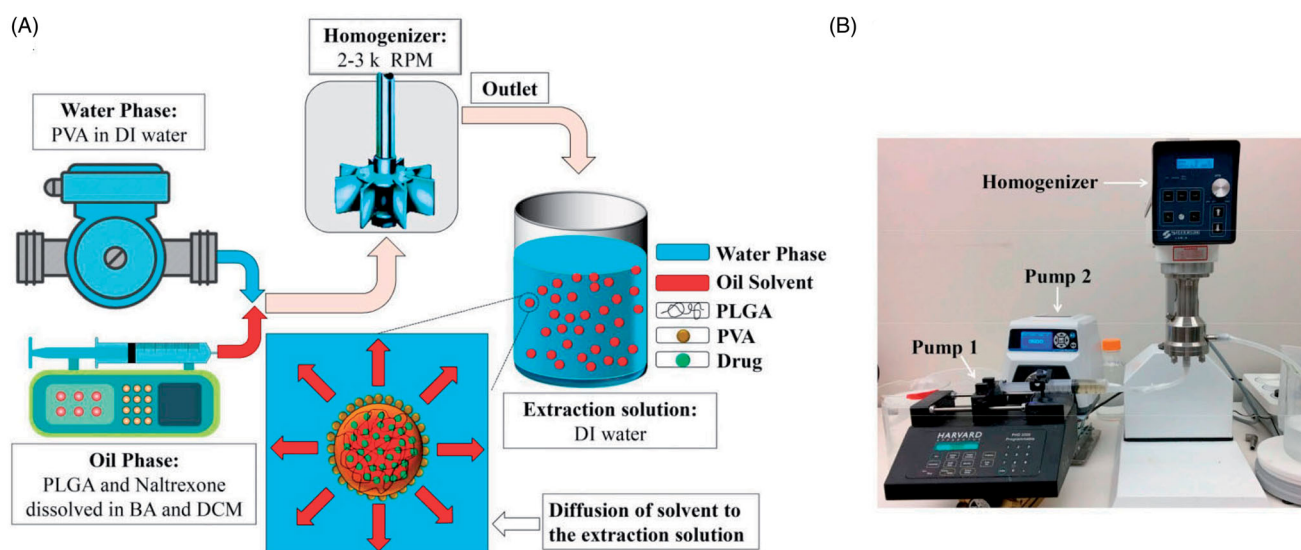 (A)
Homogenizer:
2-3 k RPM
Outlet
Water Phase:
PVA in DI water
Water Phase
Oil Solvent
PLGA
PVA
Drug
Extraction solution:
DI water
Oil Phase:
PLGA and Naltrexone
dissolved in BA and DCM
Diffusion of solvent to
the extraction solution
(B)
Homogenizer
Pump 2
Pump 1
HARVARD